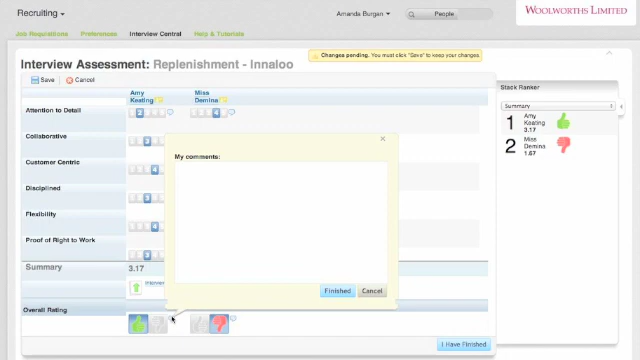 Recruiting
Amanda Burgan
People
WOOLWORTHS LIMITED
Job Requisitions
Preferences
Interview Central
Help & Tutorials
Changes pending. You must click "Save" to keep your changes.
Interview Assessment: Replenishment - Innaloo
Save
Cancel
Stack Ranker
Amy
Keating
Miss
Demina
Summary
Attention to Detail
1 Amy
Keating
3.17
2 Miss
Demina
1.67
Collaborative
My comments:
Customer Centric
Disciplined
Flexibility
Proof of Right to Work
Summary
3.17
Interview
Finished
Cancel
Overall Rating
I Have Finished